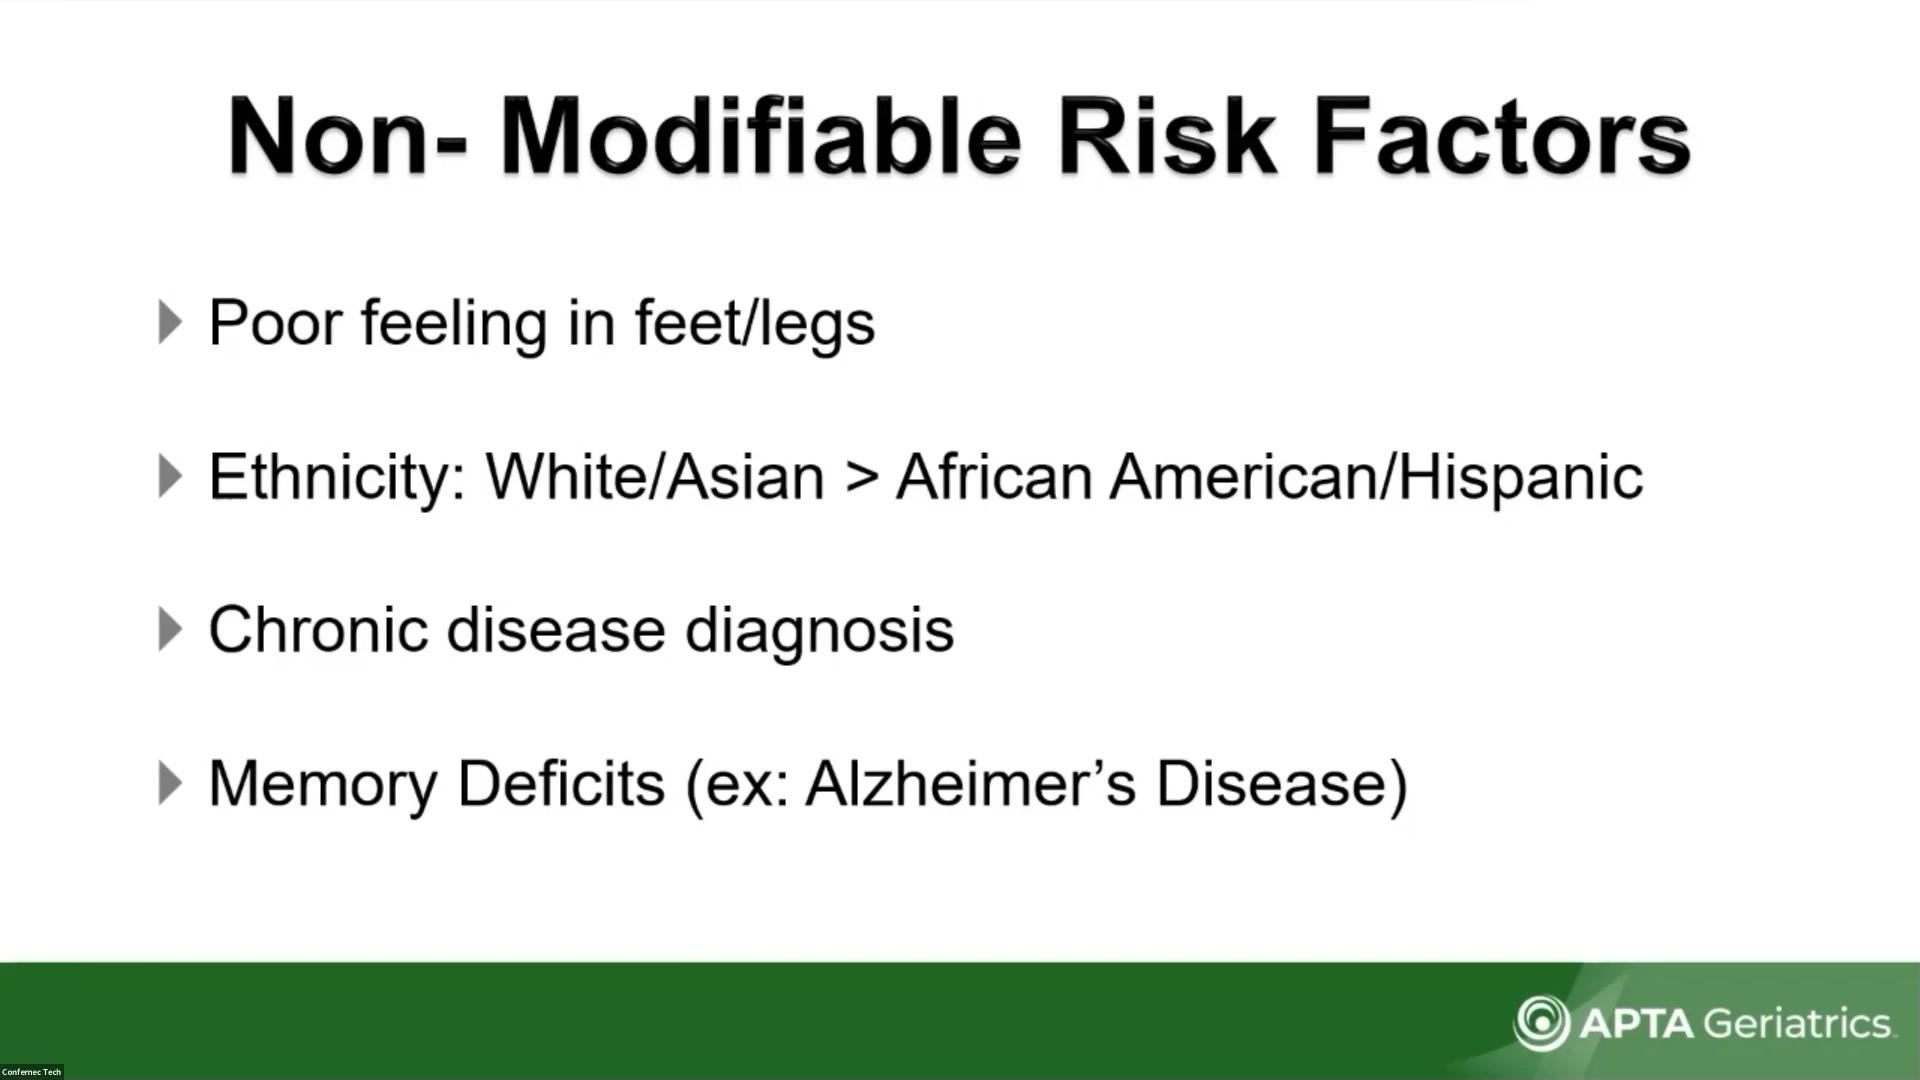 Non- Modifiable Risk Factors
Poor feeling in feet/legs
Ethnicity: White/Asian > African American/Hispanic
Chronic disease diagnosis
Memory Deficits (ex: Alzheimer’s Disease)
APTA Geriatrics
Confernec Tech